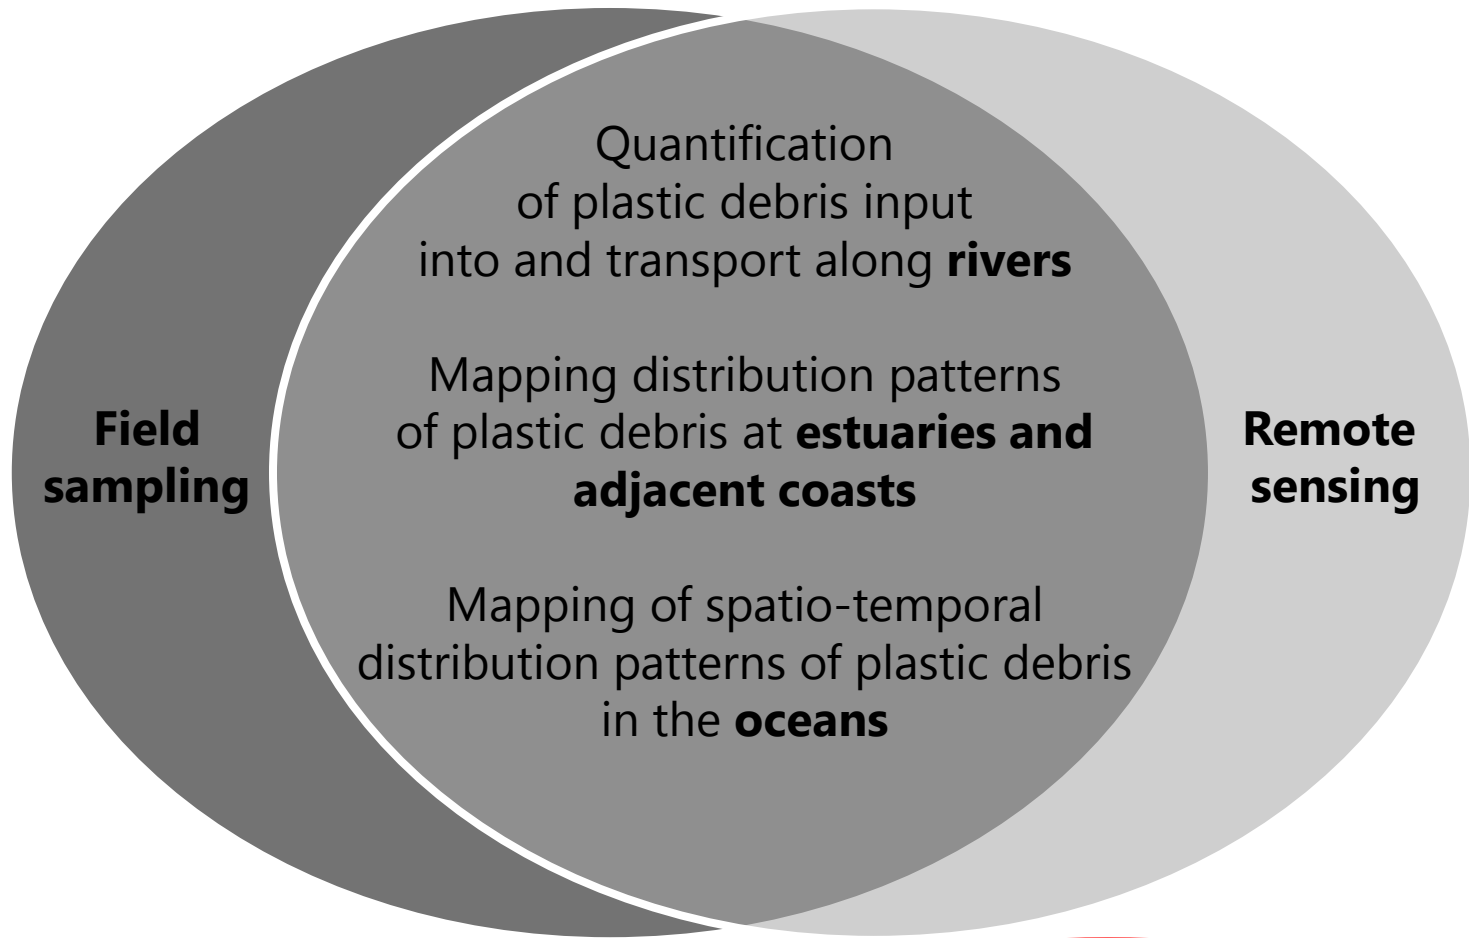 Quantification
of plastic debris input
into and transport along rivers
Mapping distribution patterns
of plastic debris at estuaries and
adjacent coasts
Mapping of spatio-temporal
distribution patterns of plastic debris
in the oceans
Field
sampling
Remote
sensing